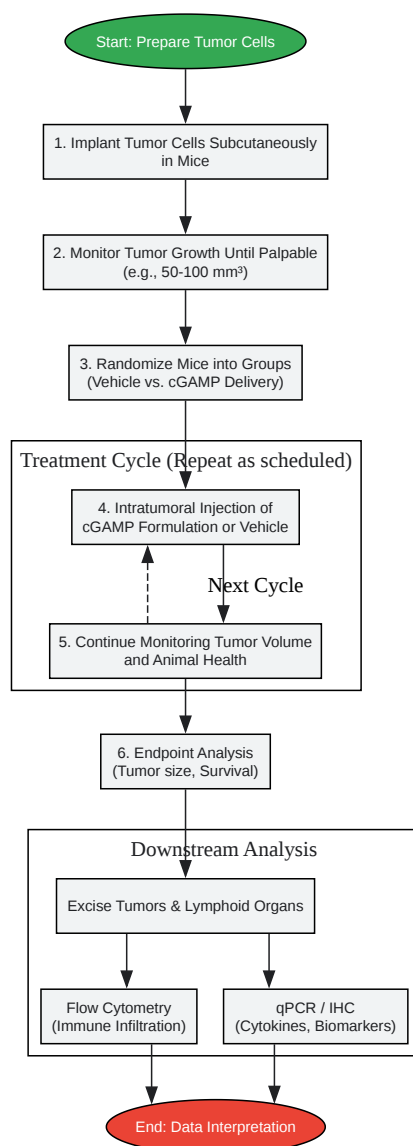 Start: Prepare Tumor Cells
1. Implant Tumor Cells Subcutaneously
in Mice
2. Monitor Tumor Growth Until Palpable
(e.g., 50-100 mm³)
3. Randomize Mice into Groups
(Vehicle vs. cGAMP Delivery)
Treatment Cycle (Repeat as scheduled)
4. Intratumoral Injection of
cGAMP Formulation or Vehicle
Next Cycle
5. Continue Monitoring Tumor Volume
and Animal Health
6. Endpoint Analysis
(Tumor size, Survival)
Downstream Analysis
Excise Tumors & Lymphoid Organs
Flow Cytometry
(Immune Infiltration)
qPCR / IHC
(Cytokines, Biomarkers)
End: Data Interpretation